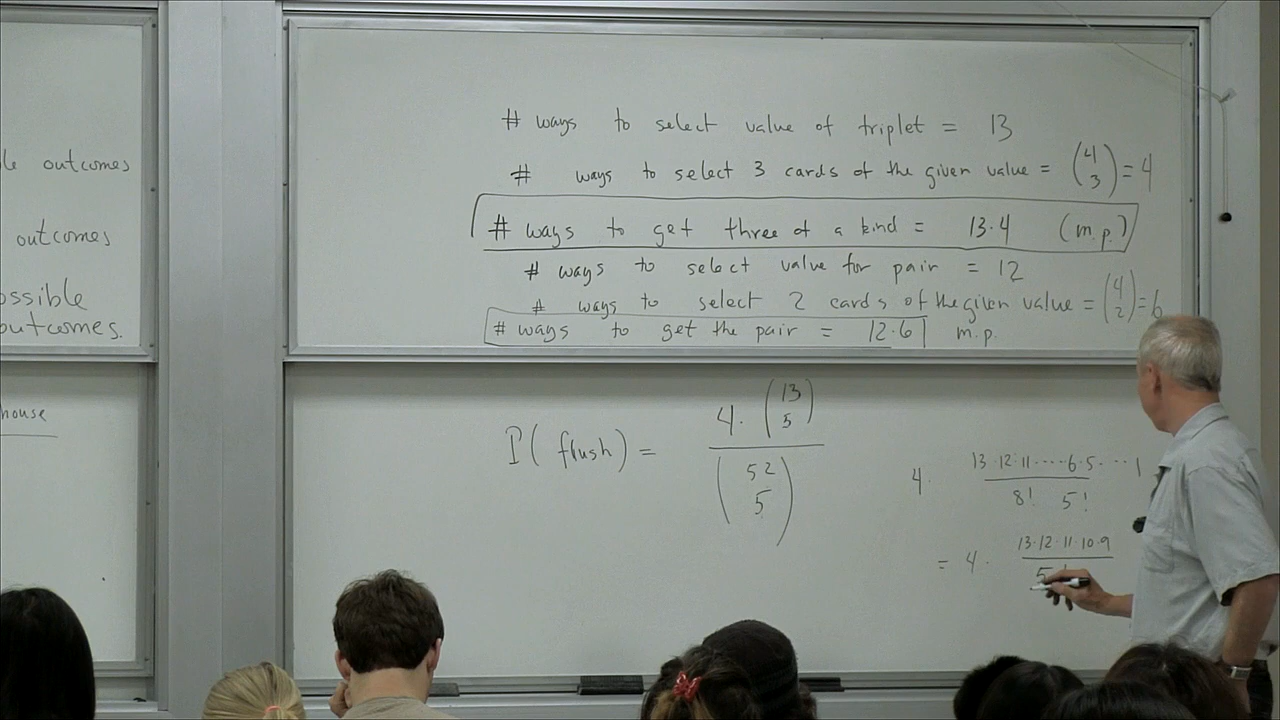 outcomes
outcomes
outcomes.
house
# ways to select value of triplet = 13
# ways to select 3 cards of the given value = (4 3) = 4
# ways to get three of a kind = 13·4 (m.p.)
# ways to select value for pair = 12
# ways to select 2 cards of the given value = (4 2) = 6
# ways to get the pair = 12·6 m.p.
P( flush ) = 4 · (13 5) / (52 5)
4 · 13·12·11····6·5···1 / 8! 5!
= 4 · 13·12·11·10·9 / 5